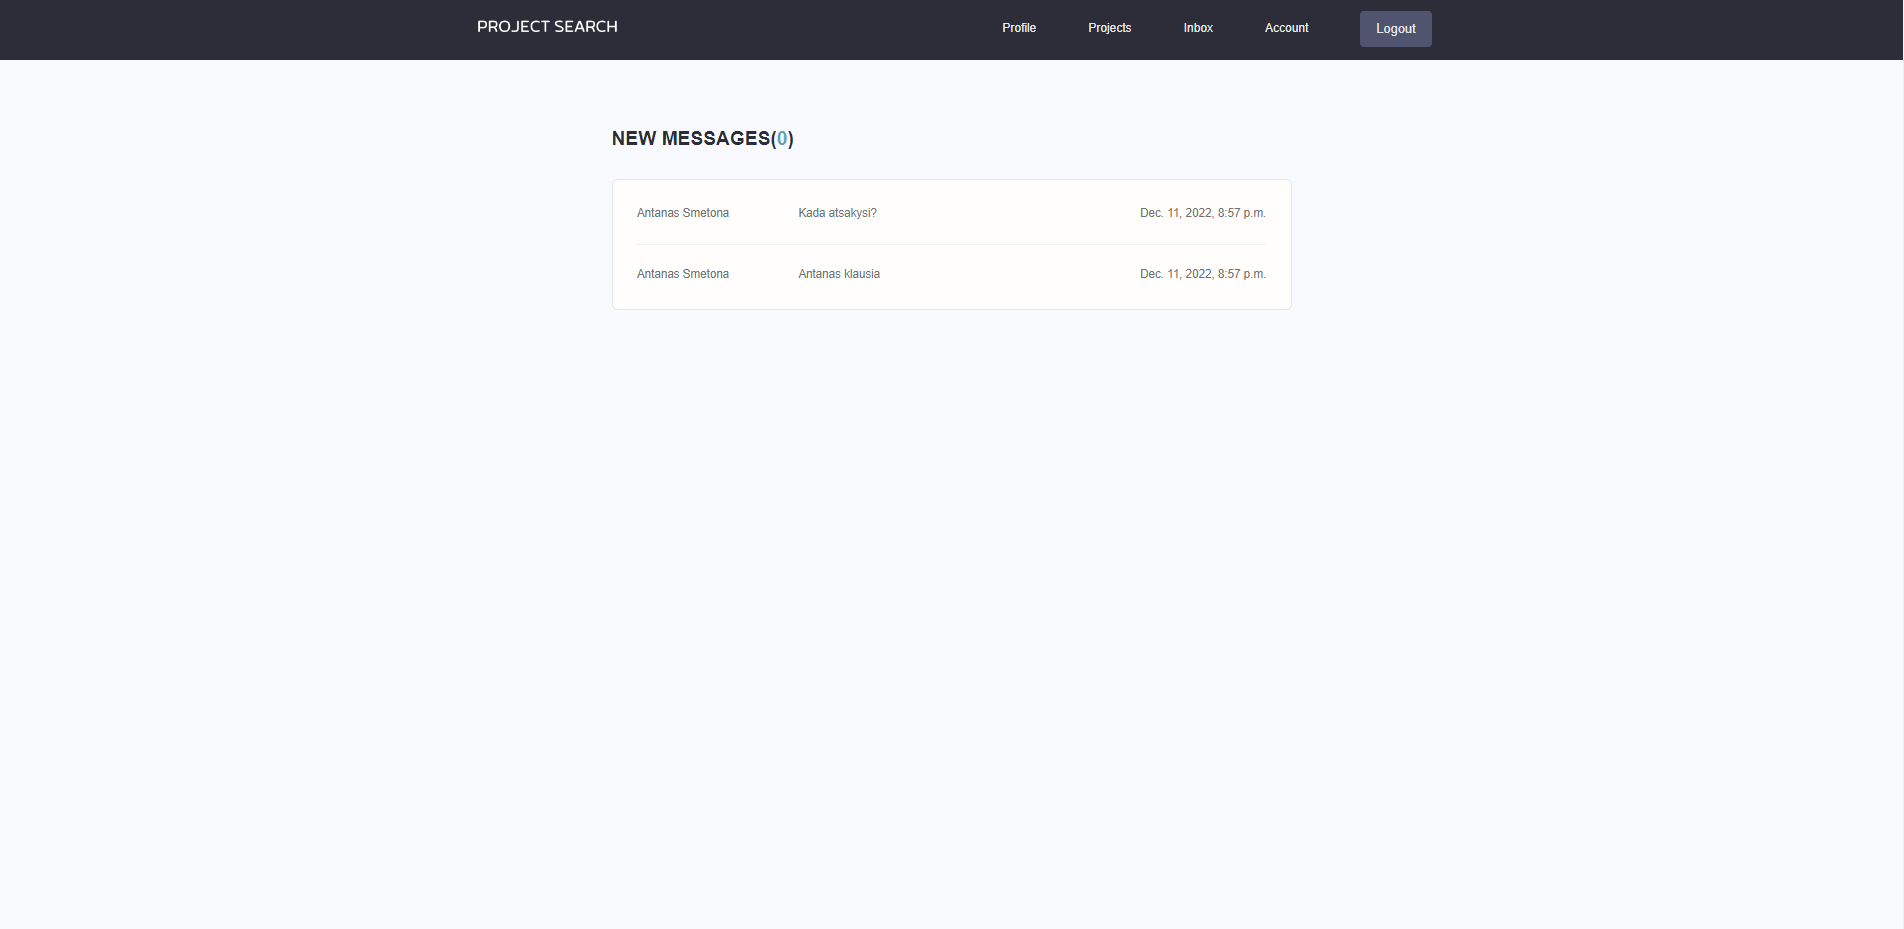 PROJECT SEARCH Profile Projects Inbox Account Logout
NEW MESSAGES(0)
Antanas Smetona Kada atsakysi? Dec. 11, 2022, 8:57 p.m.
Antanas Smetona Antanas klausia Dec. 11, 2022, 8:57 p.m.